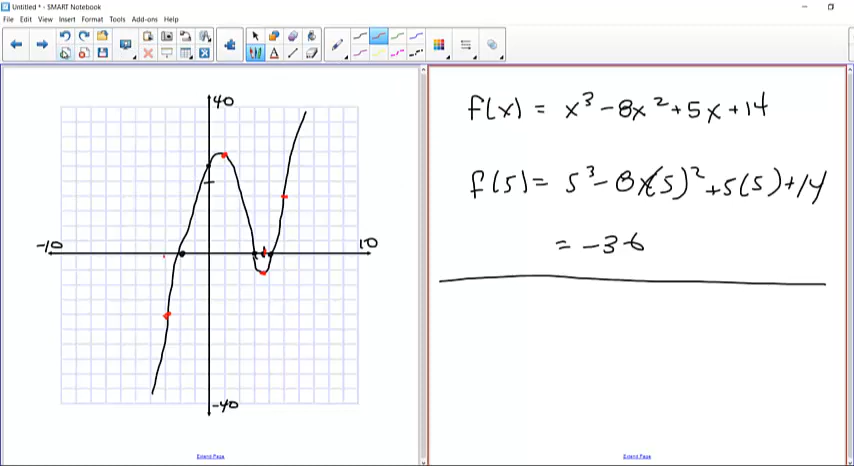 Untitled * - SMART Notebook
File Edit View Insert Format Tools Add-ons Help
40
-10
10
-40
Extend Page
f(x) = x³ - 8x² + 5x + 14
f(5) = 5³ - 8x(5)² + 5(5) + 14
= -36
Extend Page